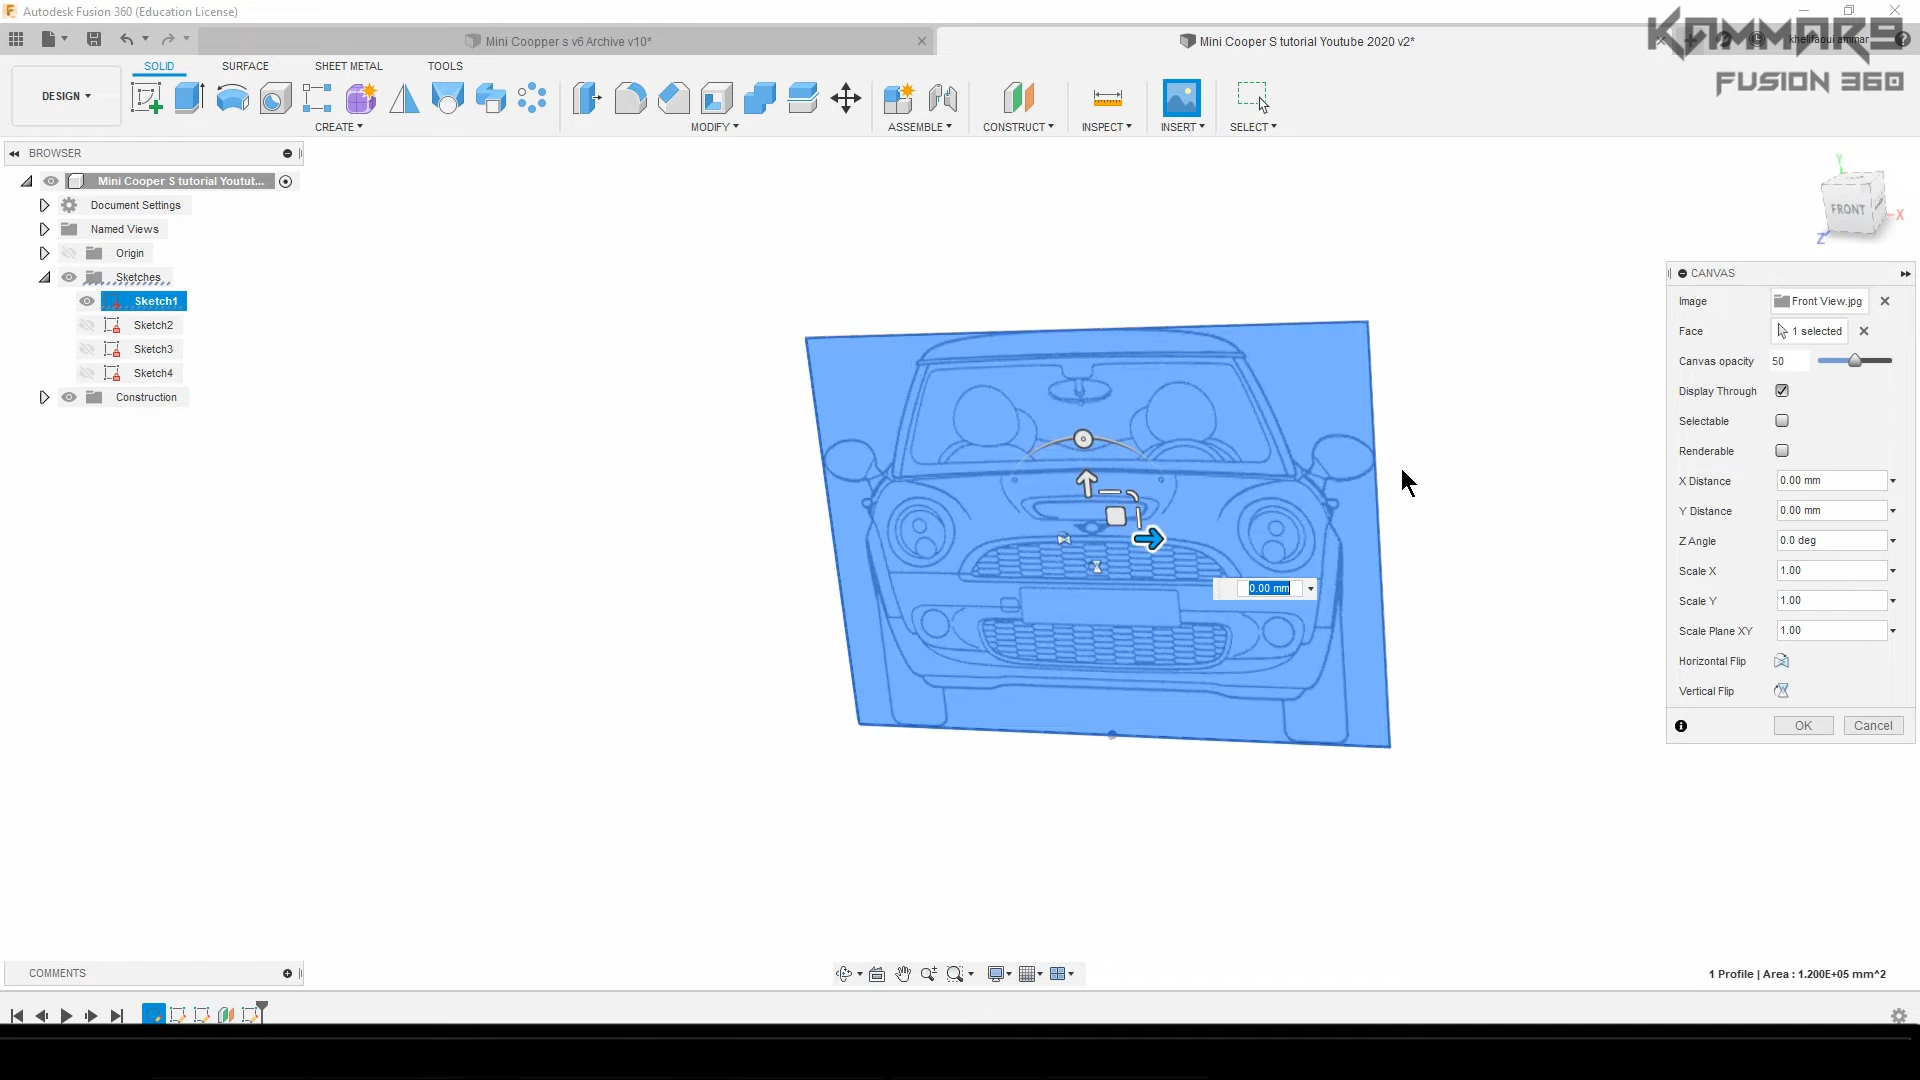 Autodesk Fusion 360 (Education License)
Mini Coopper s v6 Archive v10*
Mini Cooper S tutorial Youtube 2020 v2*
khelifaoui ammar
KAMMAR9
FUSION 360
SOLID
SURFACE
SHEET METAL
TOOLS
DESIGN
CREATE
MODIFY
ASSEMBLE
CONSTRUCT
INSPECT
INSERT
SELECT
BROWSER
Mini Cooper S tutorial Youtut...
Document Settings
Named Views
Origin
Sketches
Sketch1
Sketch2
Sketch3
Sketch4
Construction
Y
FRONT
X
Z
CANVAS
Image
Front View.jpg
Face
1 selected
Canvas opacity
50
Display Through
Selectable
Renderable
X Distance
0.00 mm
Y Distance
0.00 mm
Z Angle
0.0 deg
Scale X
1.00
Scale Y
1.00
Scale Plane XY
1.00
Horizontal Flip
Vertical Flip
OK
Cancel
0.00 mm
COMMENTS
1 Profile | Area : 1.200E+05 mm^2